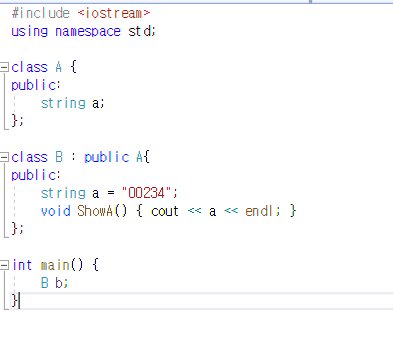 #include <iostream>
using namespace std;
class A {
public:
string a;
};
class B : public A{
public:
string a = "00234";
void ShowA() { cout << a << endl; }
};
int main() {
B b;
}